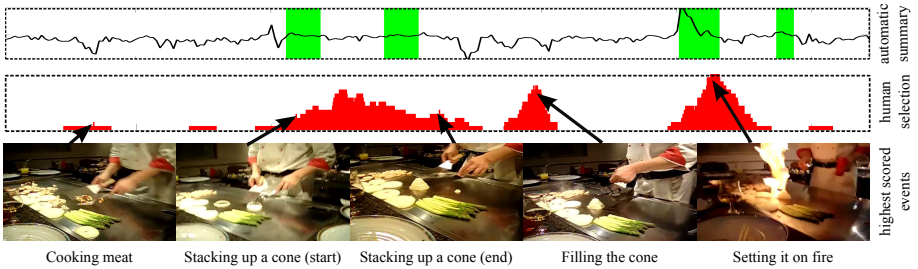 automatic
summary
human
selection
highest scored
events
Cooking meat
Stacking up a cone (start)
Stacking up a cone (end)
Filling the cone
Setting it on fire